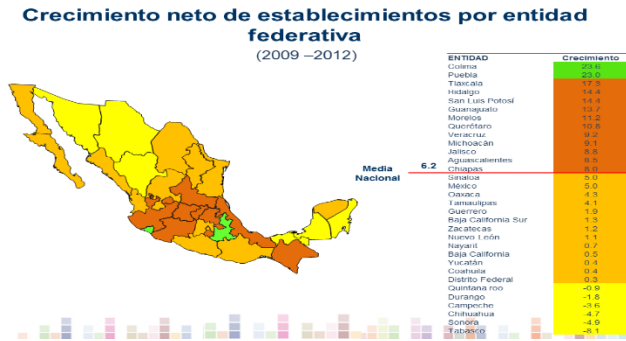 Crecimiento neto de establecimientos por entidad
federativa
(2009 –2012)
ENTIDAD Crecimiento
Colima 23.6
Puebla 23.0
Tlaxcala 17.3
Hidalgo 14.4
San Luis Potosí 14.4
Guanajuato 13.7
Morelos 11.2
Querétaro 10.8
Veracruz 9.2
Michoacán 9.1
Jalisco 8.8
Aguascalientes 8.5
Chiapas 8.0
Media
Nacional
6.2
Sinaloa 5.0
México 5.0
Oaxaca 4.3
Tamaulipas 4.1
Guerrero 1.9
Baja California Sur 1.3
Zacatecas 1.2
Nuevo León 1.1
Nayarit 0.7
Baja California 0.5
Yucatán 0.4
Coahuila 0.4
Distrito Federal 0.3
Quintana roo -0.9
Durango -1.8
Campeche -3.6
Chihuahua -4.7
Sonora -4.9
Tabasco -8.1